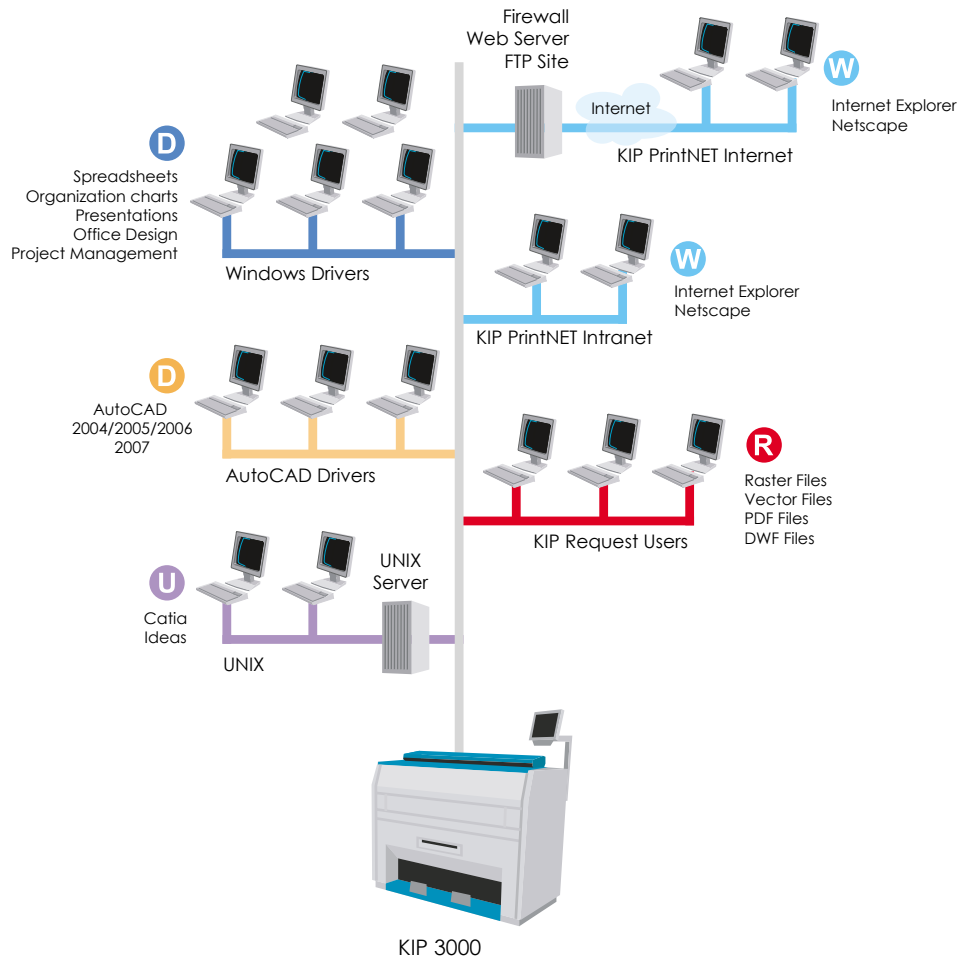 Firewall
Web Server
FTP Site
Internet
W
Internet Explorer
Netscape
KIP PrintNET Internet
D
Spreadsheets
Organization charts
Presentations
Office Design
Project Management
Windows Drivers
W
Internet Explorer
Netscape
KIP PrintNET Intranet
D
AutoCAD
2004/2005/2006
2007
AutoCAD Drivers
R
Raster Files
Vector Files
PDF Files
DWF Files
KIP Request Users
U
Catia
Ideas
UNIX
Server
UNIX
KIP 3000